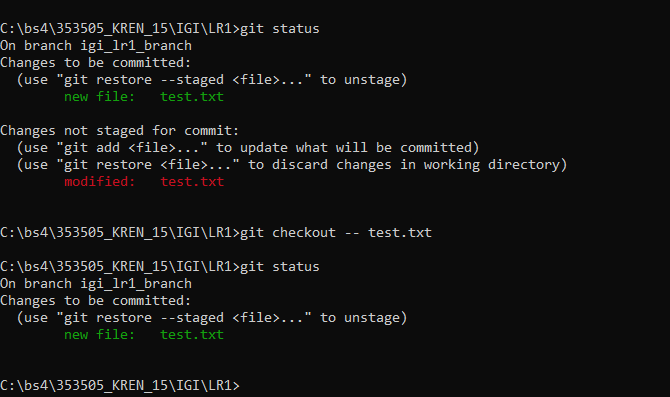 C:\bs4\353505_KREN_15\IGI\LR1>git status
On branch igi_lr1_branch
Changes to be committed:
  (use "git restore --staged <file>..." to unstage)
        new file:   test.txt

Changes not staged for commit:
  (use "git add <file>..." to update what will be committed)
  (use "git restore <file>..." to discard changes in working directory)
        modified:   test.txt


C:\bs4\353505_KREN_15\IGI\LR1>git checkout -- test.txt

C:\bs4\353505_KREN_15\IGI\LR1>git status
On branch igi_lr1_branch
Changes to be committed:
  (use "git restore --staged <file>..." to unstage)
        new file:   test.txt


C:\bs4\353505_KREN_15\IGI\LR1>